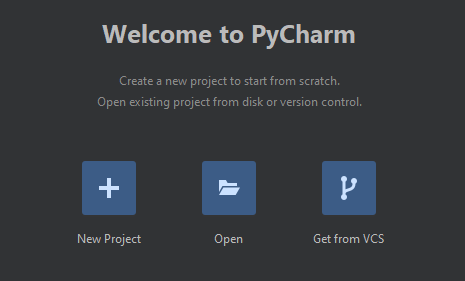 Welcome to PyCharm
Create a new project to start from scratch.
Open existing project from disk or version control.
New Project
Open
Get from VCS